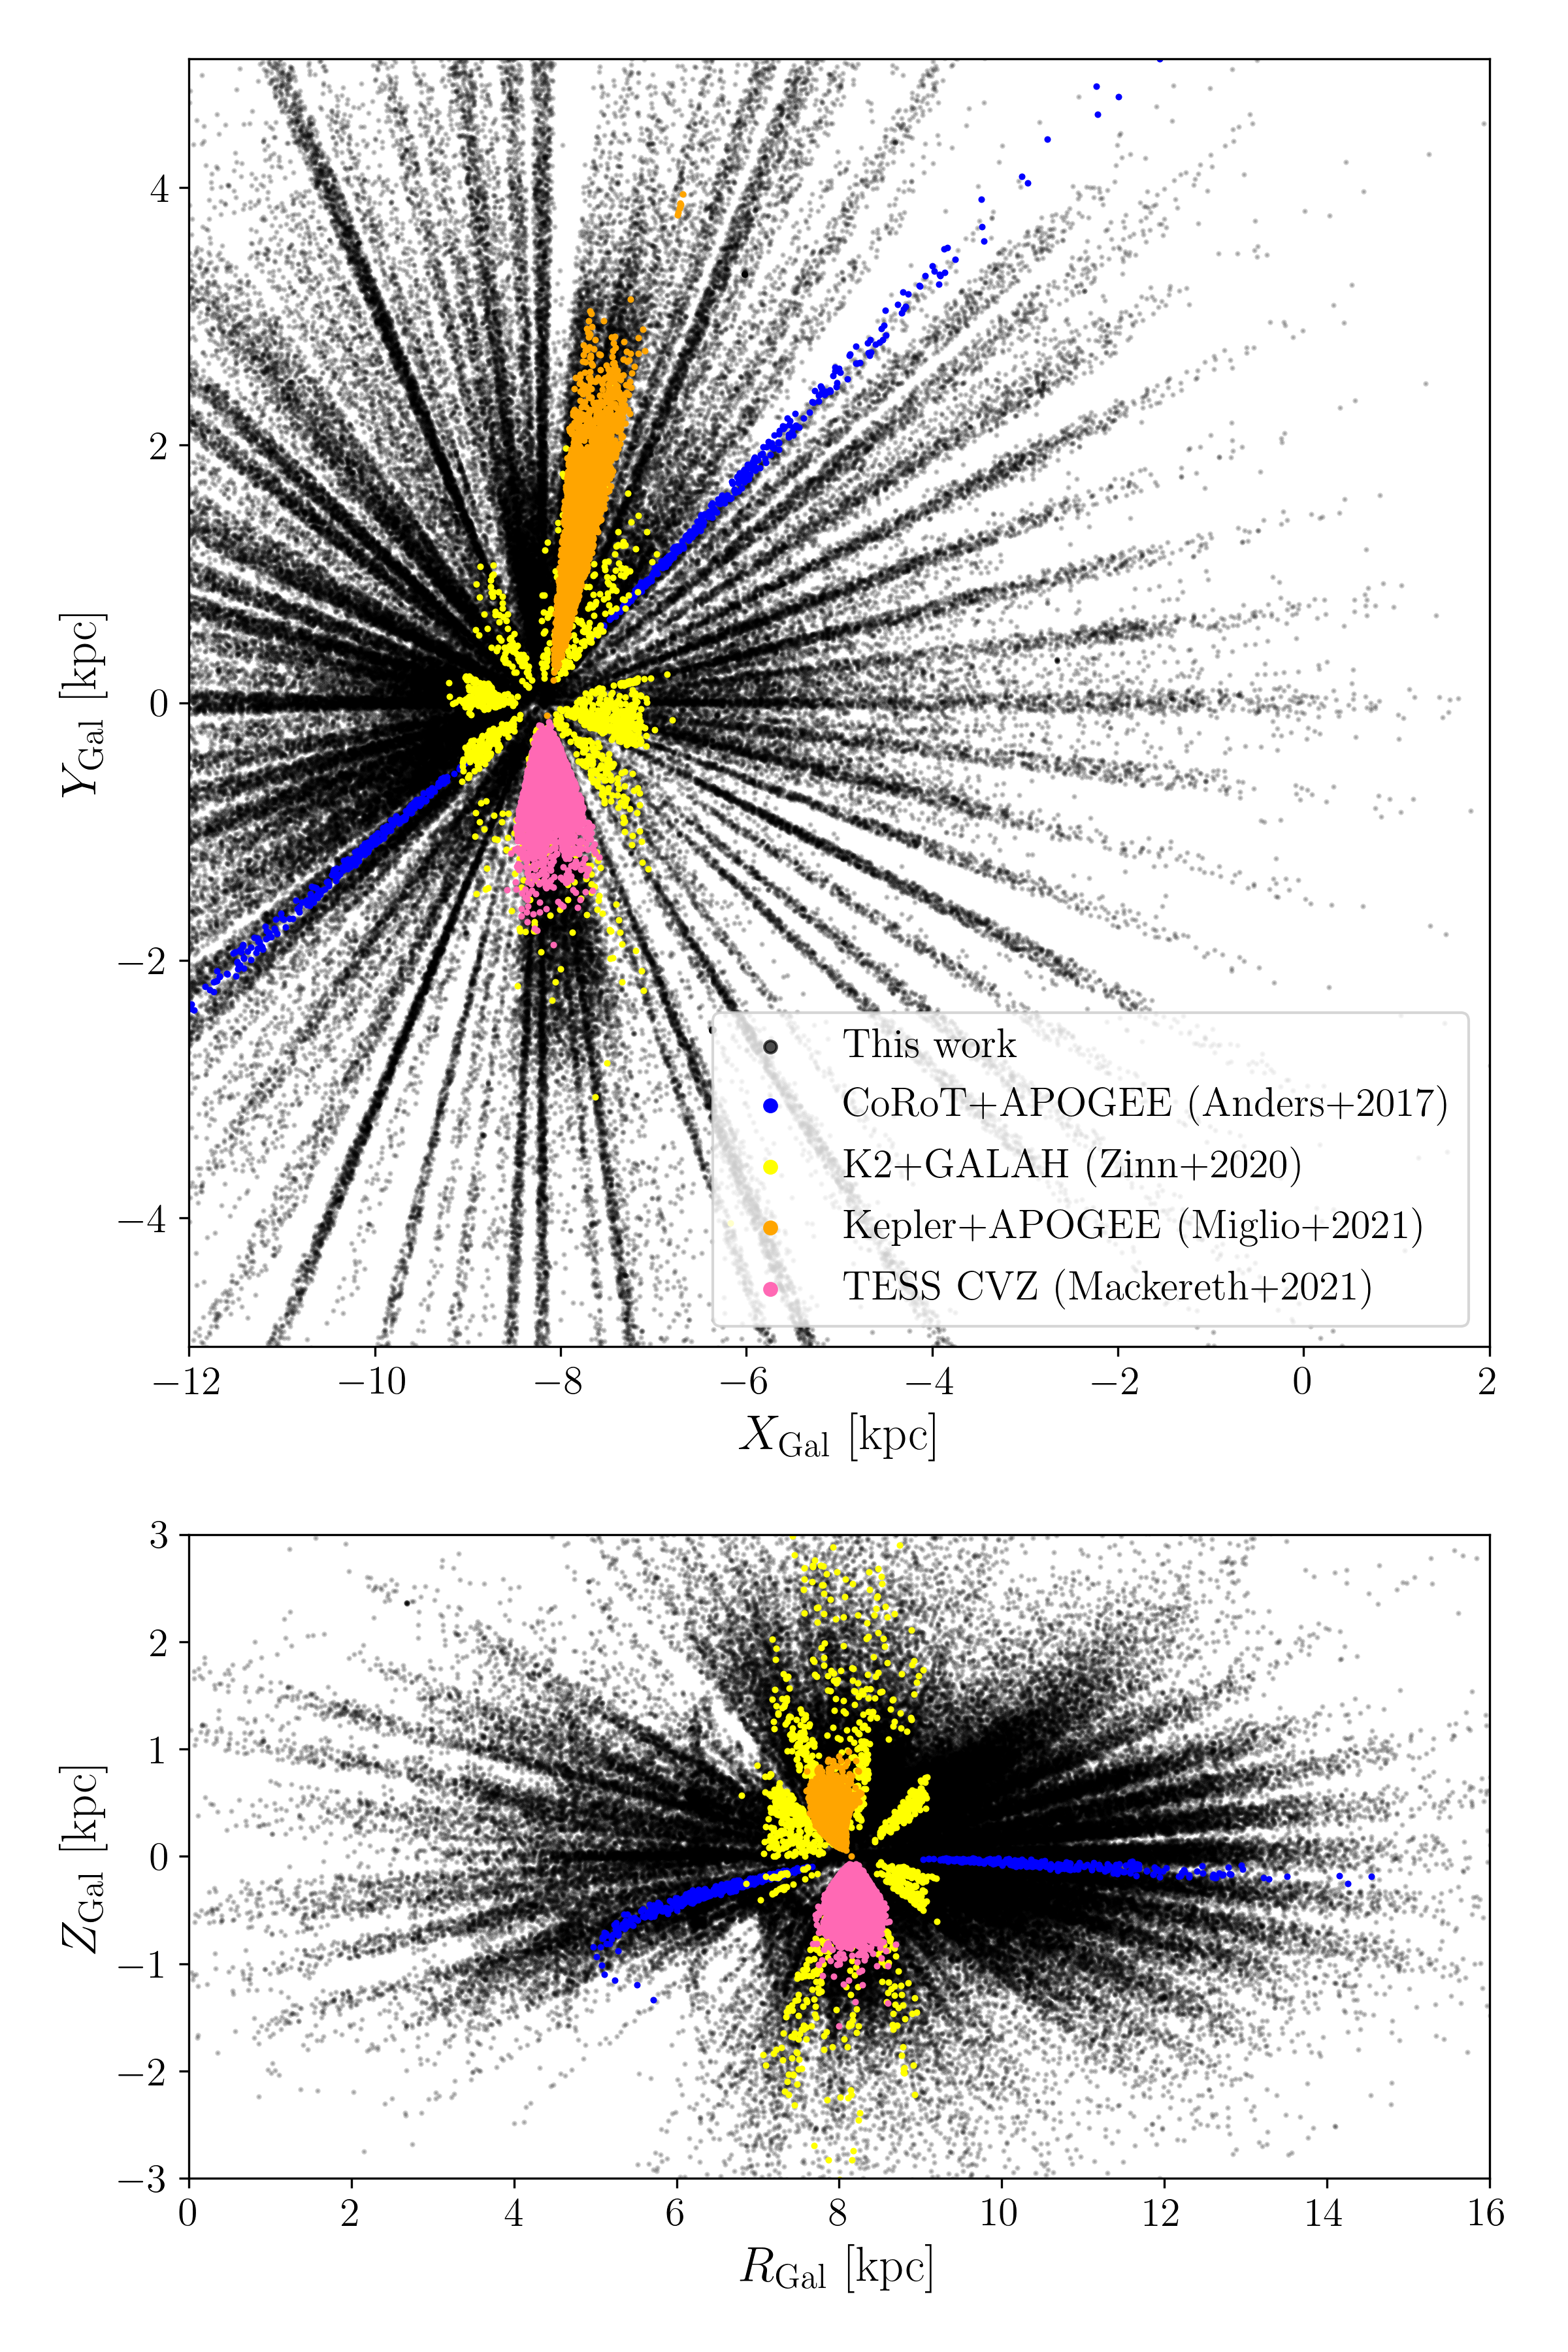 4
2
0
−2
−4
Y_Gal [kpc]
This work
CoRoT+APOGEE (Anders+2017)
K2+GALAH (Zinn+2020)
Kepler+APOGEE (Miglio+2021)
TESS CVZ (Mackereth+2021)
−12 −10 −8 −6 −4 −2 0 2
X_Gal [kpc]
3
2
1
0
−1
−2
−3
Z_Gal [kpc]
0 2 4 6 8 10 12 14 16
R_Gal [kpc]